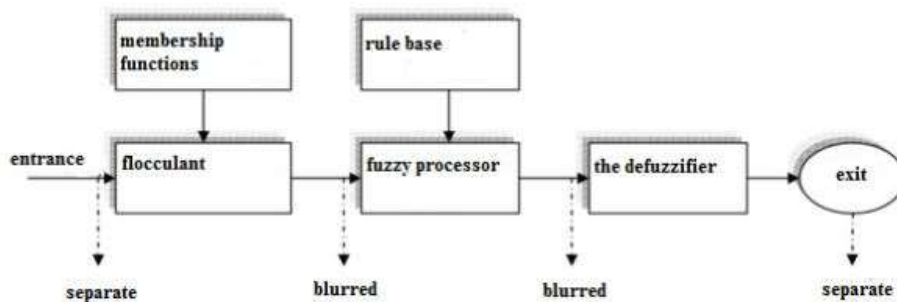 membership
functions
rule base
entrance
flocculant
fuzzy processor
the defuzzifier
exit
separate
blurred
blurred
separate